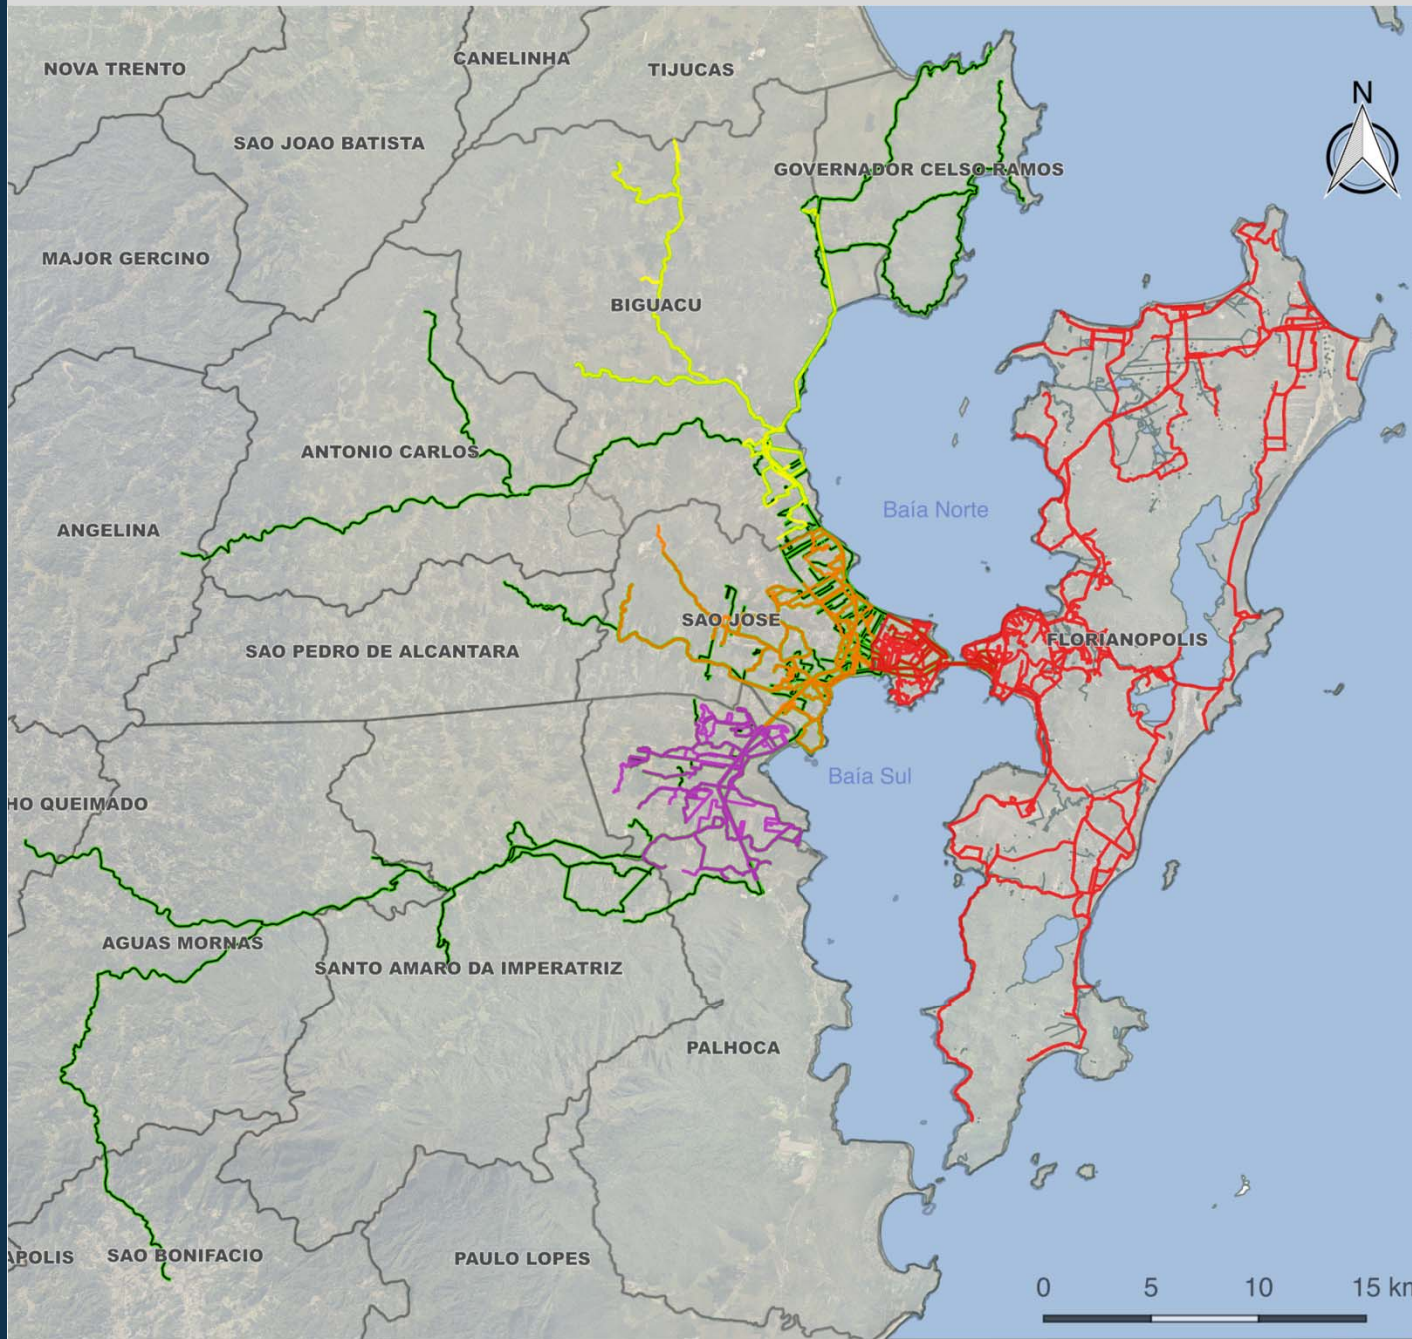 CANELINHA
NOVA TRENTO
TIJUCAS
N
SAO JOAO BATISTA
GOVERNADOR CELSO RAMOS
MAJOR GERCINO
BIGUACU
ANTONIO CARLOS
Baía Norte
ANGELINA
SAO JOSE
FLORIANOPOLIS
SAO PEDRO DE ALCANTARA
Baía Sul
HO QUEIMADO
AGUAS MORNAS
SANTO AMARO DA IMPERATRIZ
PALHOCA
APOLIS
SAO BONIFACIO
PAULO LOPES
0 5 10 15 km